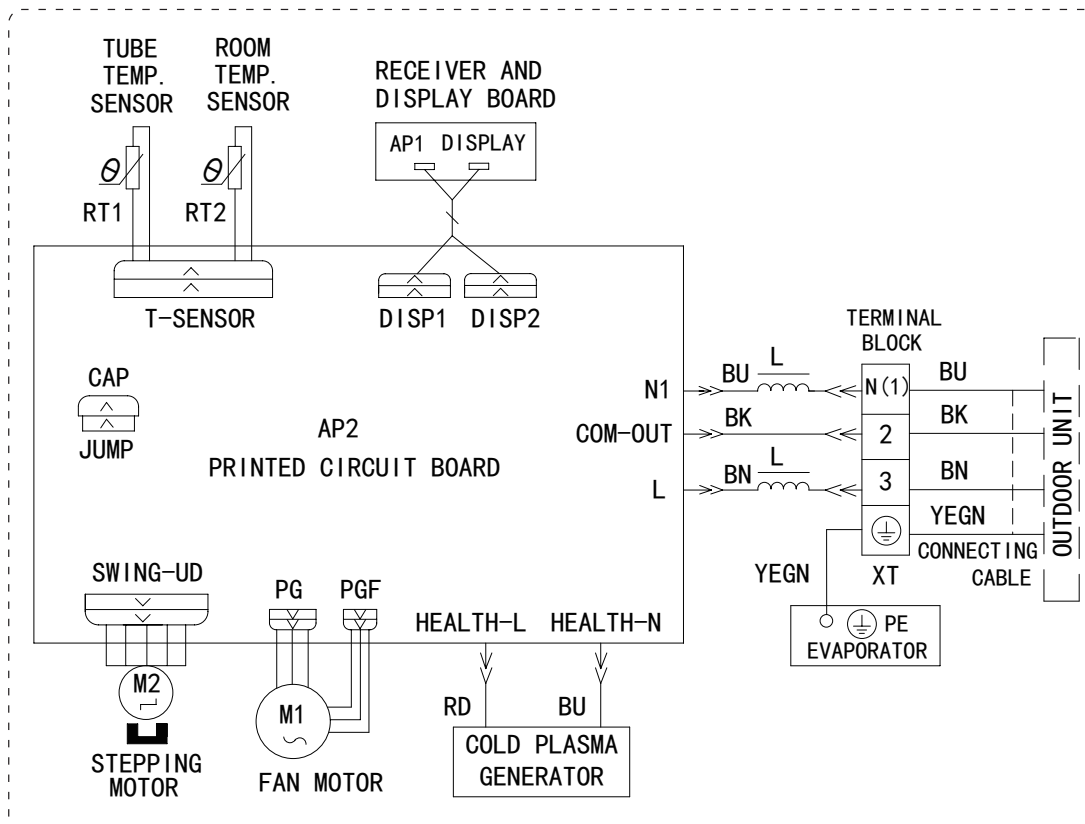 TUBE
TEMP.
SENSOR
ROOM
TEMP.
SENSOR
RECEIVER AND
DISPLAY BOARD
AP1 DISPLAY
θ
RT1
θ
RT2
T-SENSOR
DISP1
DISP2
CAP
JUMP
AP2
PRINTED CIRCUIT BOARD
N1
COM-OUT
L
BU
L
BK
BN
L
TERMINAL
BLOCK
N(1)
2
3
XT
BU
BK
BN
YEGN
CONNECTING
CABLE
OUTDOOR UNIT
YEGN
PE
EVAPORATOR
SWING-UD
M2
STEPPING
MOTOR
PG
PGF
M1
FAN MOTOR
HEALTH-L
HEALTH-N
RD
BU
COLD PLASMA
GENERATOR